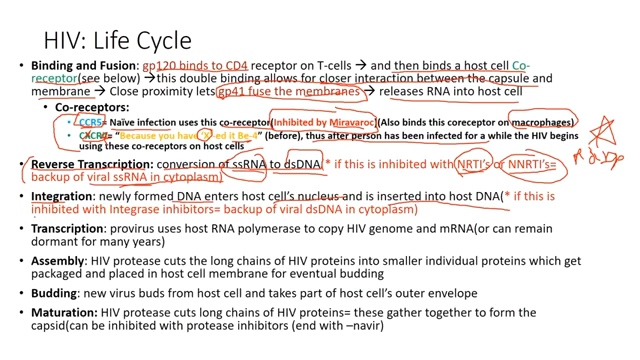 HIV: Life Cycle
• Binding and Fusion: gp120 binds to CD4 receptor on T-cells → and then binds a host cell Co-
receptor(see below) →this double binding allows for closer interaction between the capsule and
membrane → Close proximity lets gp41 fuse the membranes → releases RNA into host cell
• Co-receptors:
• CCR5= Naïve infection uses this co-receptor(Inhibited by Miravaroc)(Also binds this coreceptor on macrophages)
• CXCR4= "Because you have 'X'-ed it Be-4" (before), thus after person has been infected for a while the HIV begins
using these co-receptors on host cells
• Reverse Transcription: conversion of ssRNA to dsDNA(* if this is inhibited with NRTI's or NNRTI's=
backup of viral ssRNA in cytoplasm)
• Integration: newly formed DNA enters host cell's nucleus and is inserted into host DNA(* if this is
inhibited with Integrase inhibitors= backup of viral dsDNA in cytoplasm)
• Transcription: provirus uses host RNA polymerase to copy HIV genome and mRNA(or can remain
dormant for many years)
• Assembly: HIV protease cuts the long chains of HIV proteins into smaller individual proteins which get
packaged and placed in host cell membrane for eventual budding
• Budding: new virus buds from host cell and takes part of host cell's outer envelope
• Maturation: HIV protease cuts long chains of HIV proteins= these gather together to form the
capsid(can be inhibited with protease inhibitors (end with –navir)